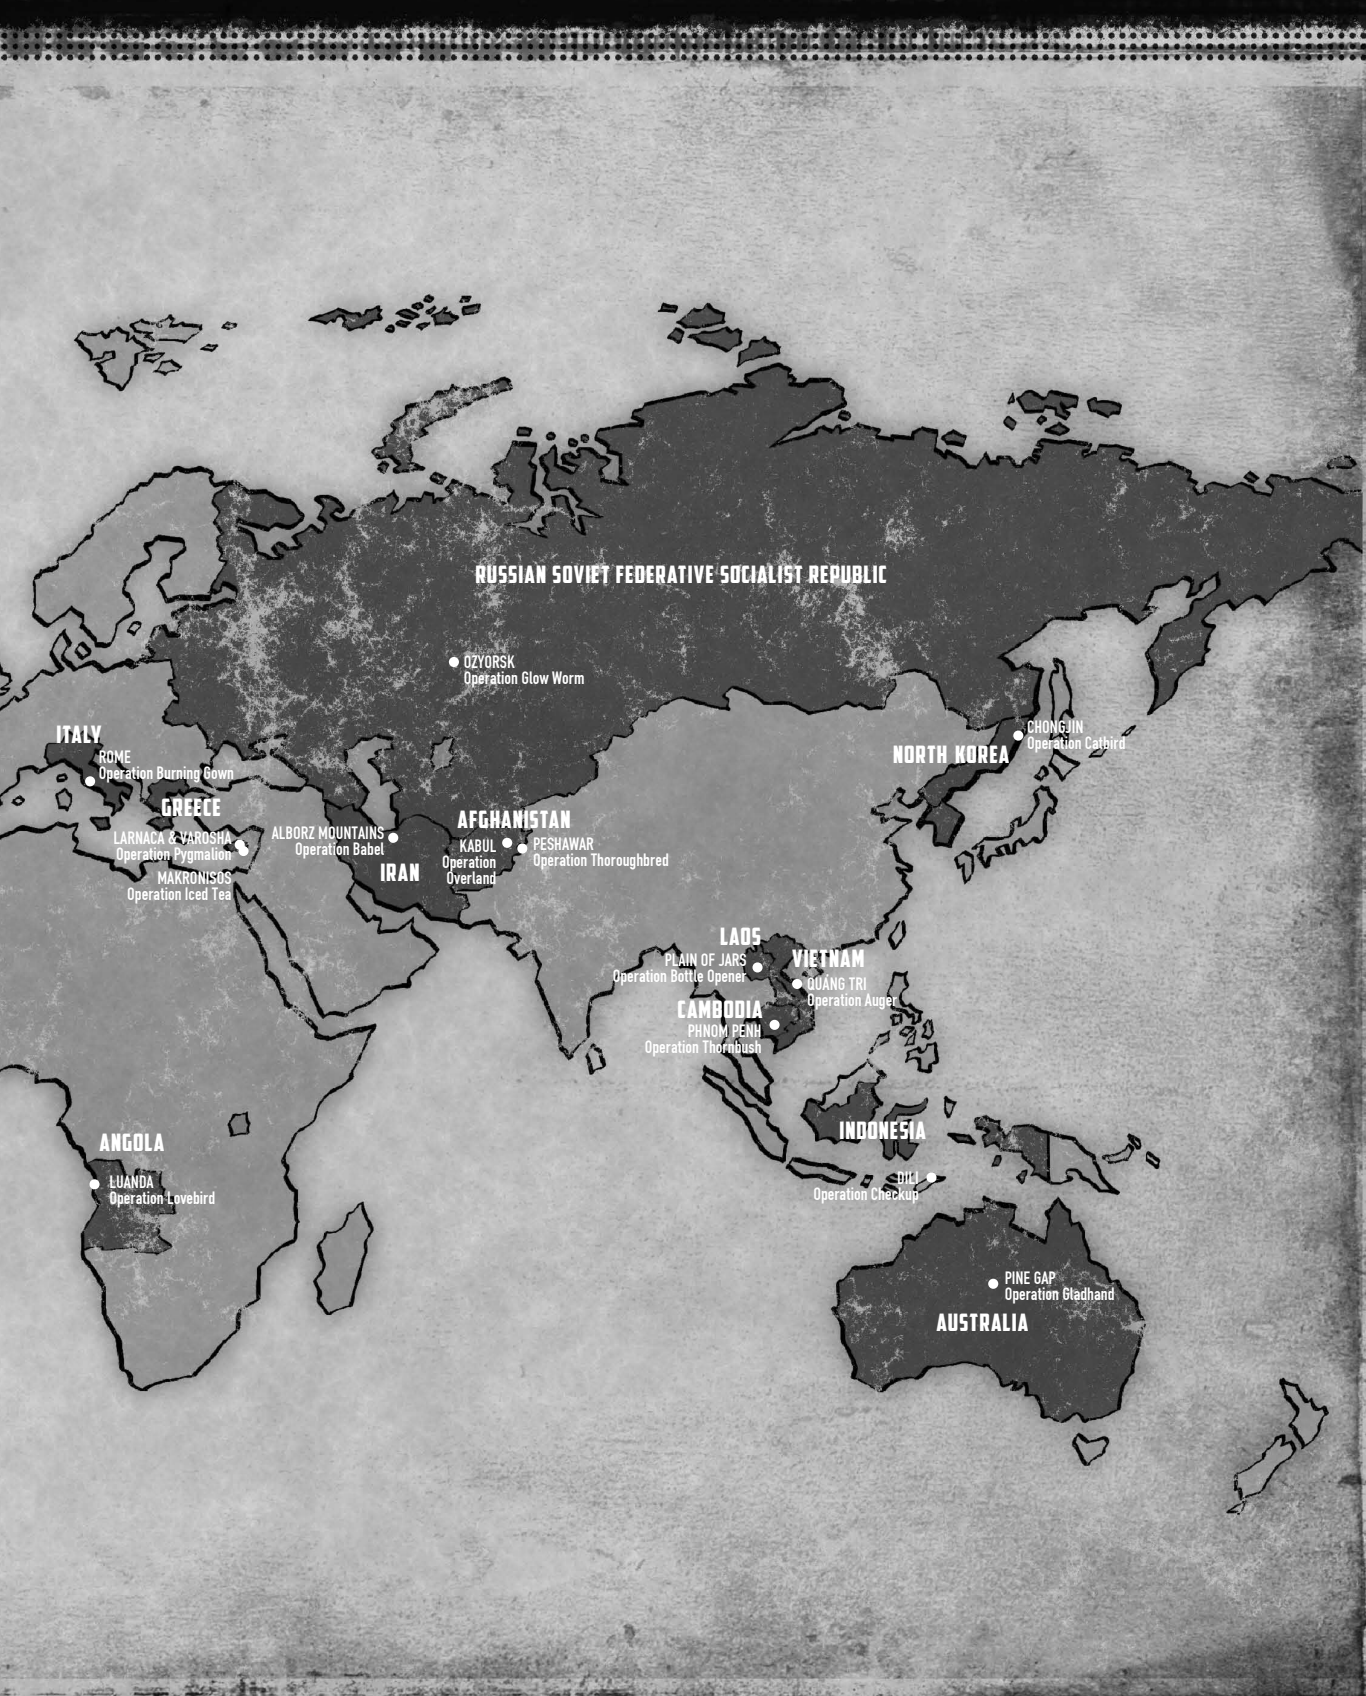 RUSSIAN SOVIET FEDERATIVE SOCIALIST REPUBLIC
OZYORSK
Operation Glow Worm
ITALY
ROME
Operation Burning Gown
GREECE
LARNACA & VAROSHA
Operation Pygmalion
MAKRONISOS
Operation Iced Tea
ALBORZ MOUNTAINS
Operation Babel
IRAN
AFGHANISTAN
KABUL
Operation
Overland
PESHAWAR
Operation Thoroughbred
NORTH KOREA
CHONGJIN
Operation Catbird
LAOS
PLAIN OF JARS
Operation Bottle Opener
VIETNAM
QUẢNG TRI
Operation Auger
CAMBODIA
PHNOM PENH
Operation Thornbush
ANGOLA
LUANDA
Operation Lovebird
INDONESIA
DILI
Operation Checkup
PINE GAP
Operation Gladhand
AUSTRALIA